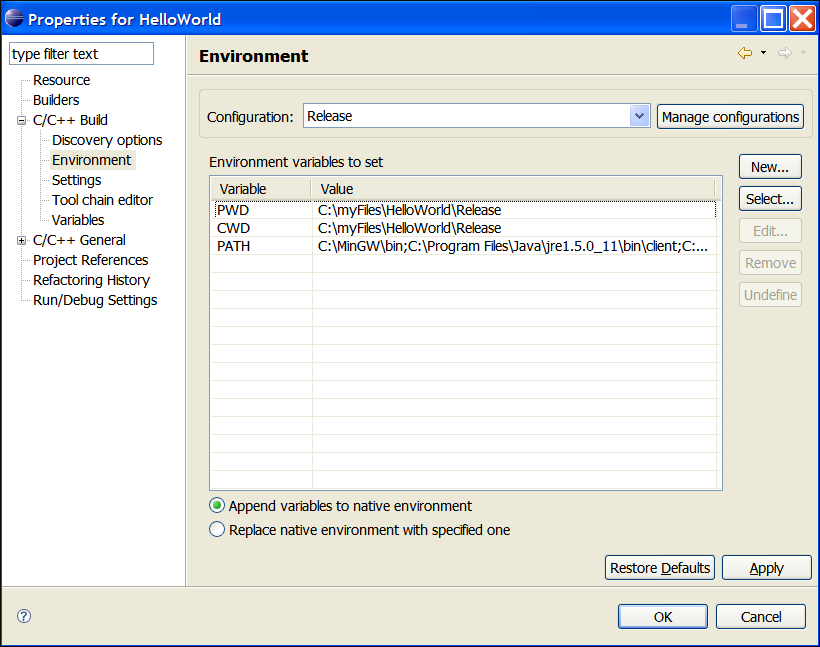 Properties for HelloWorld
type filter text
Resource
Builders
C/C++ Build
Discovery options
Environment
Settings
Tool chain editor
Variables
C/C++ General
Project References
Refactoring History
Run/Debug Settings
Environment
Configuration: Release Manage configurations
Environment variables to set
Variable Value
PWD C:\myFiles\HelloWorld\Release
CWD C:\myFiles\HelloWorld\Release
PATH C:\MinGW\bin;C:\Program Files\Java\jre1.5.0_11\bin\client;C:...
New...
Select...
Edit...
Remove
Undefine
Append variables to native environment
Replace native environment with specified one
Restore Defaults Apply
? OK Cancel